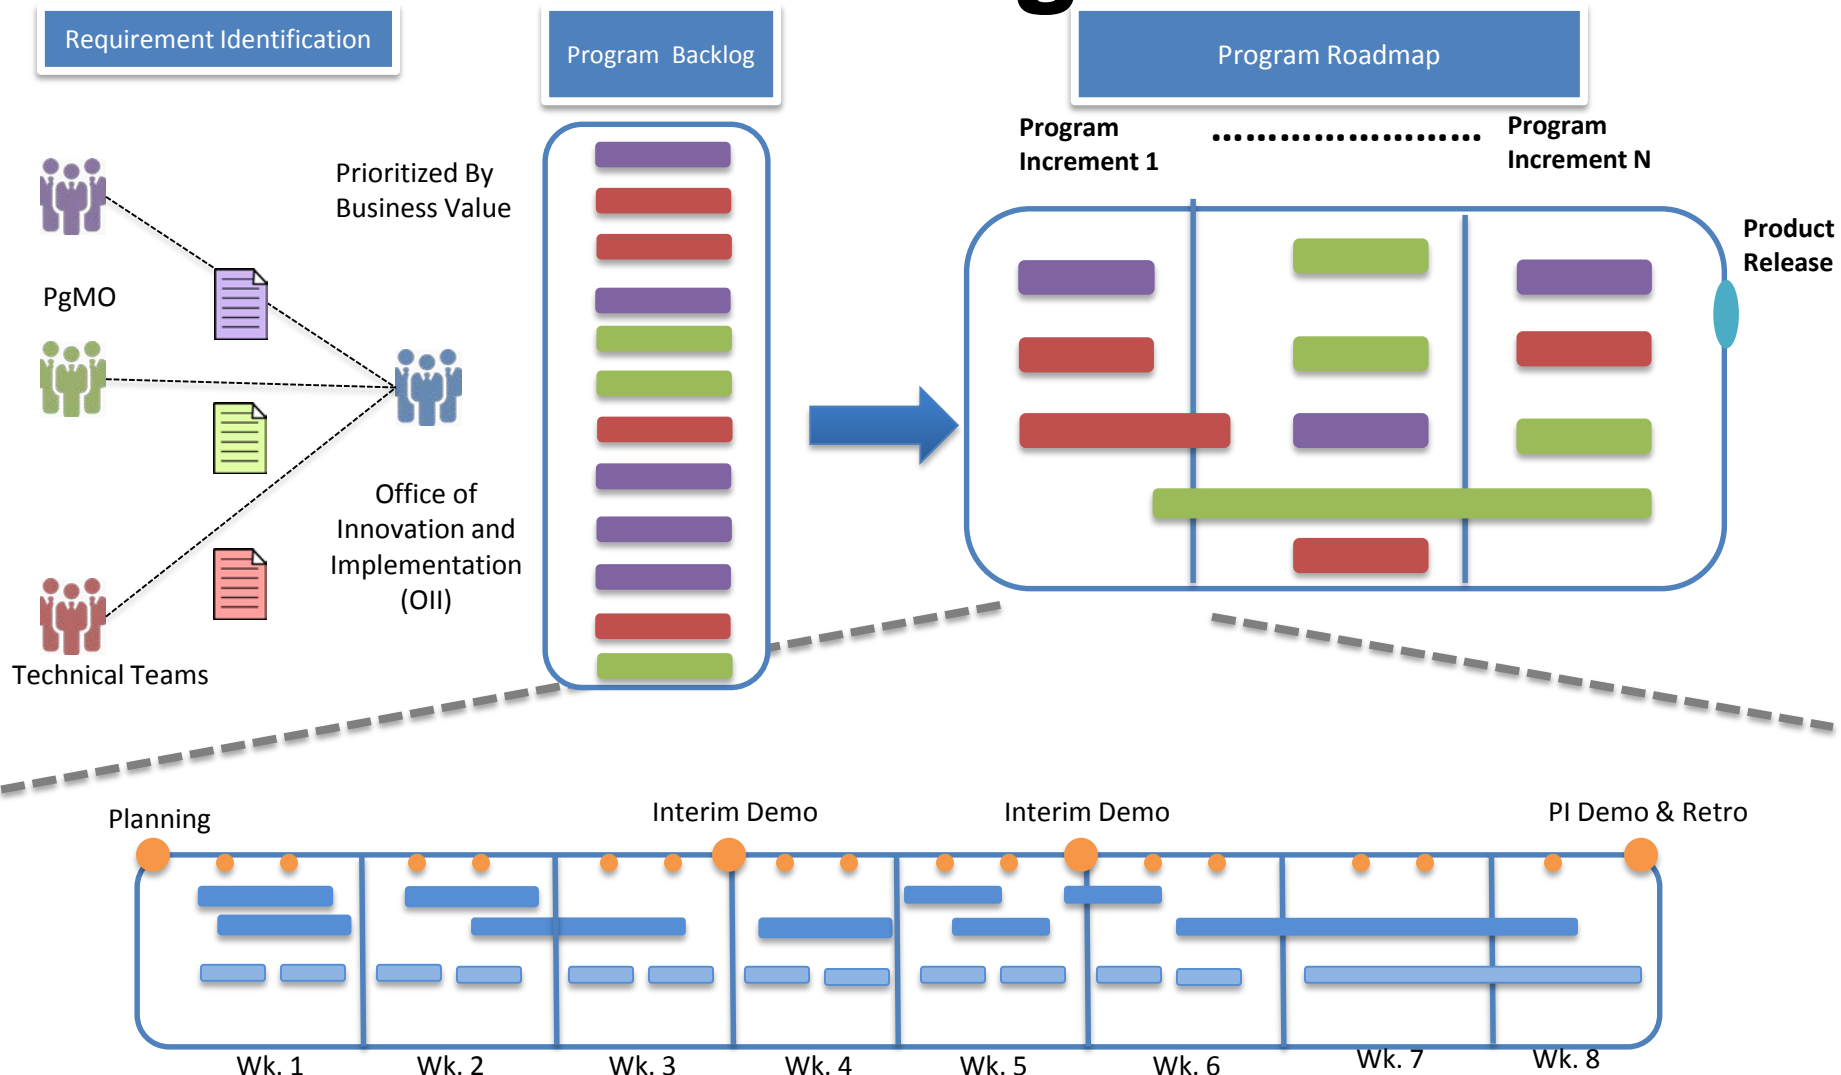 g
Requirement Identification
Program Backlog
Program Roadmap
Program
Increment 1
........................
Program
Increment N
Prioritized By
Business Value
Product
Release
PgMO
Office of
Innovation and
Implementation
(OII)
Technical Teams
Planning
Interim Demo
Interim Demo
PI Demo & Retro
Wk. 1
Wk. 2
Wk. 3
Wk. 4
Wk. 5
Wk. 6
Wk. 7
Wk. 8